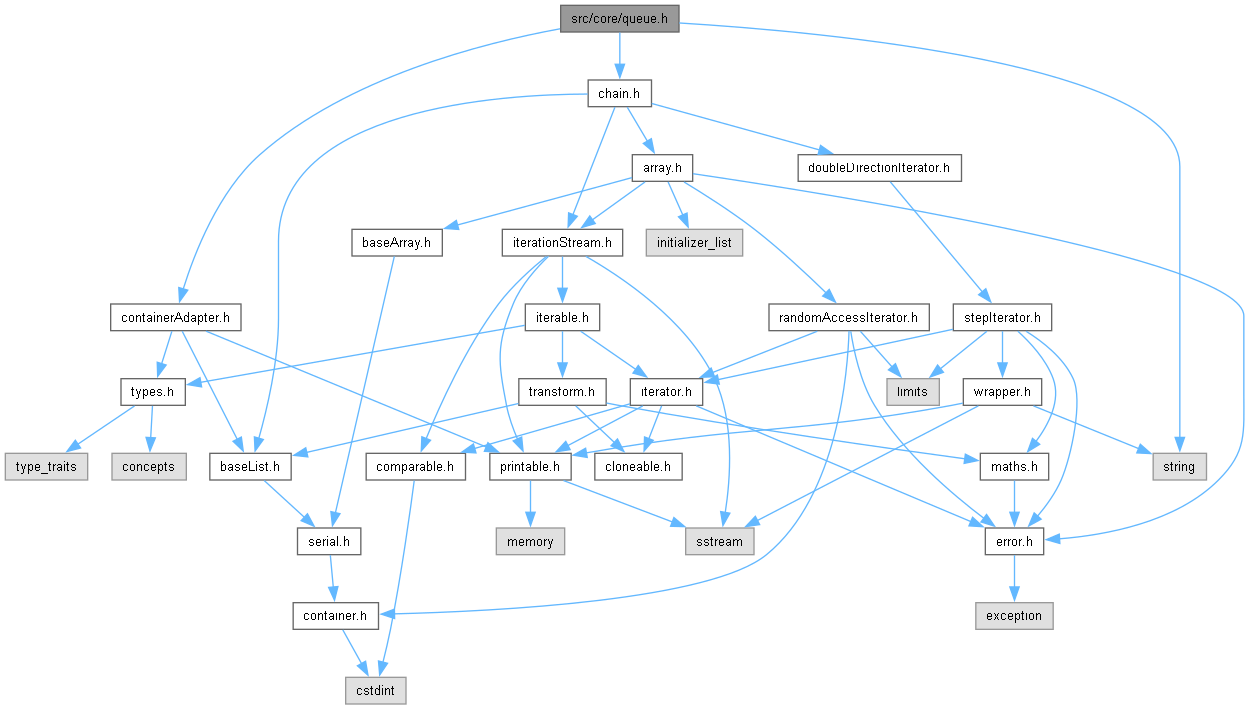 src/core/queue.h
chain.h
array.h
doubleDirectionIterator.h
baseArray.h
iterationStream.h
initializer_list
containerAdapter.h
iterable.h
randomAccessIterator.h
stepIterator.h
types.h
transform.h
iterator.h
limits
wrapper.h
type_traits
concepts
baseList.h
comparable.h
printable.h
cloneable.h
maths.h
string
serial.h
memory
sstream
error.h
container.h
exception
cstdint